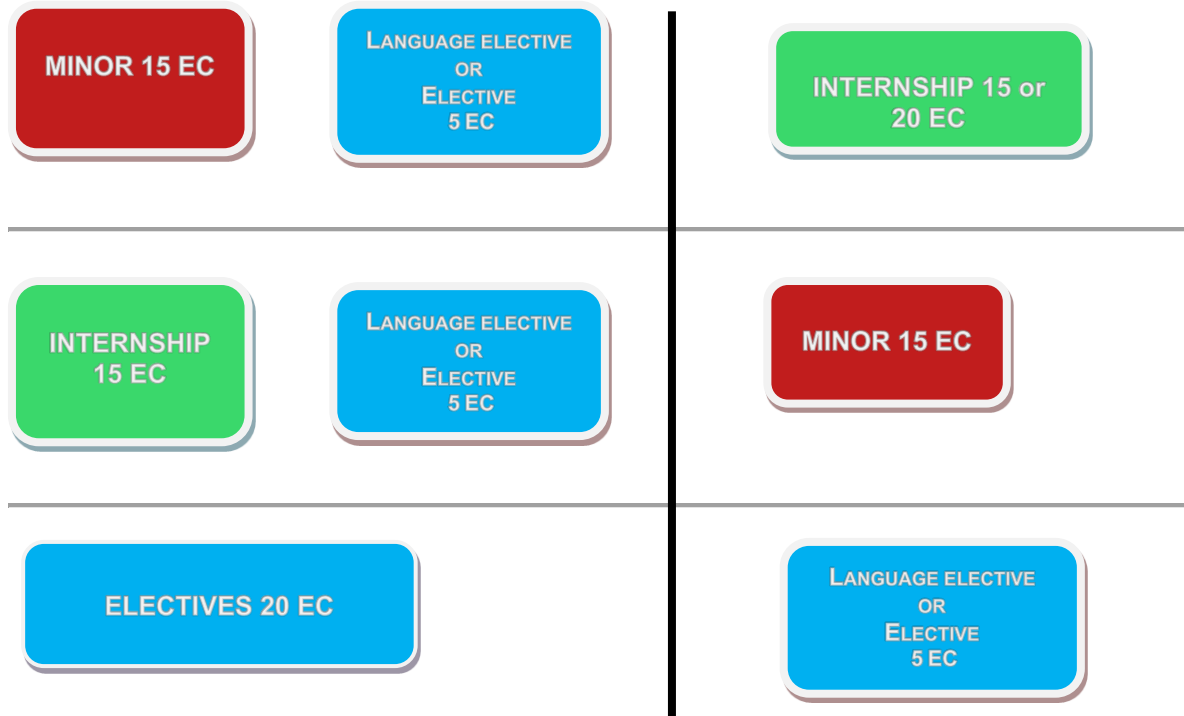 MINOR 15 EC
LANGUAGE ELECTIVE
OR
ELECTIVE
5 EC
INTERNSHIP 15 or
20 EC
INTERNSHIP
15 EC
LANGUAGE ELECTIVE
OR
ELECTIVE
5 EC
MINOR 15 EC
ELECTIVES 20 EC
LANGUAGE ELECTIVE
OR
ELECTIVE
5 EC